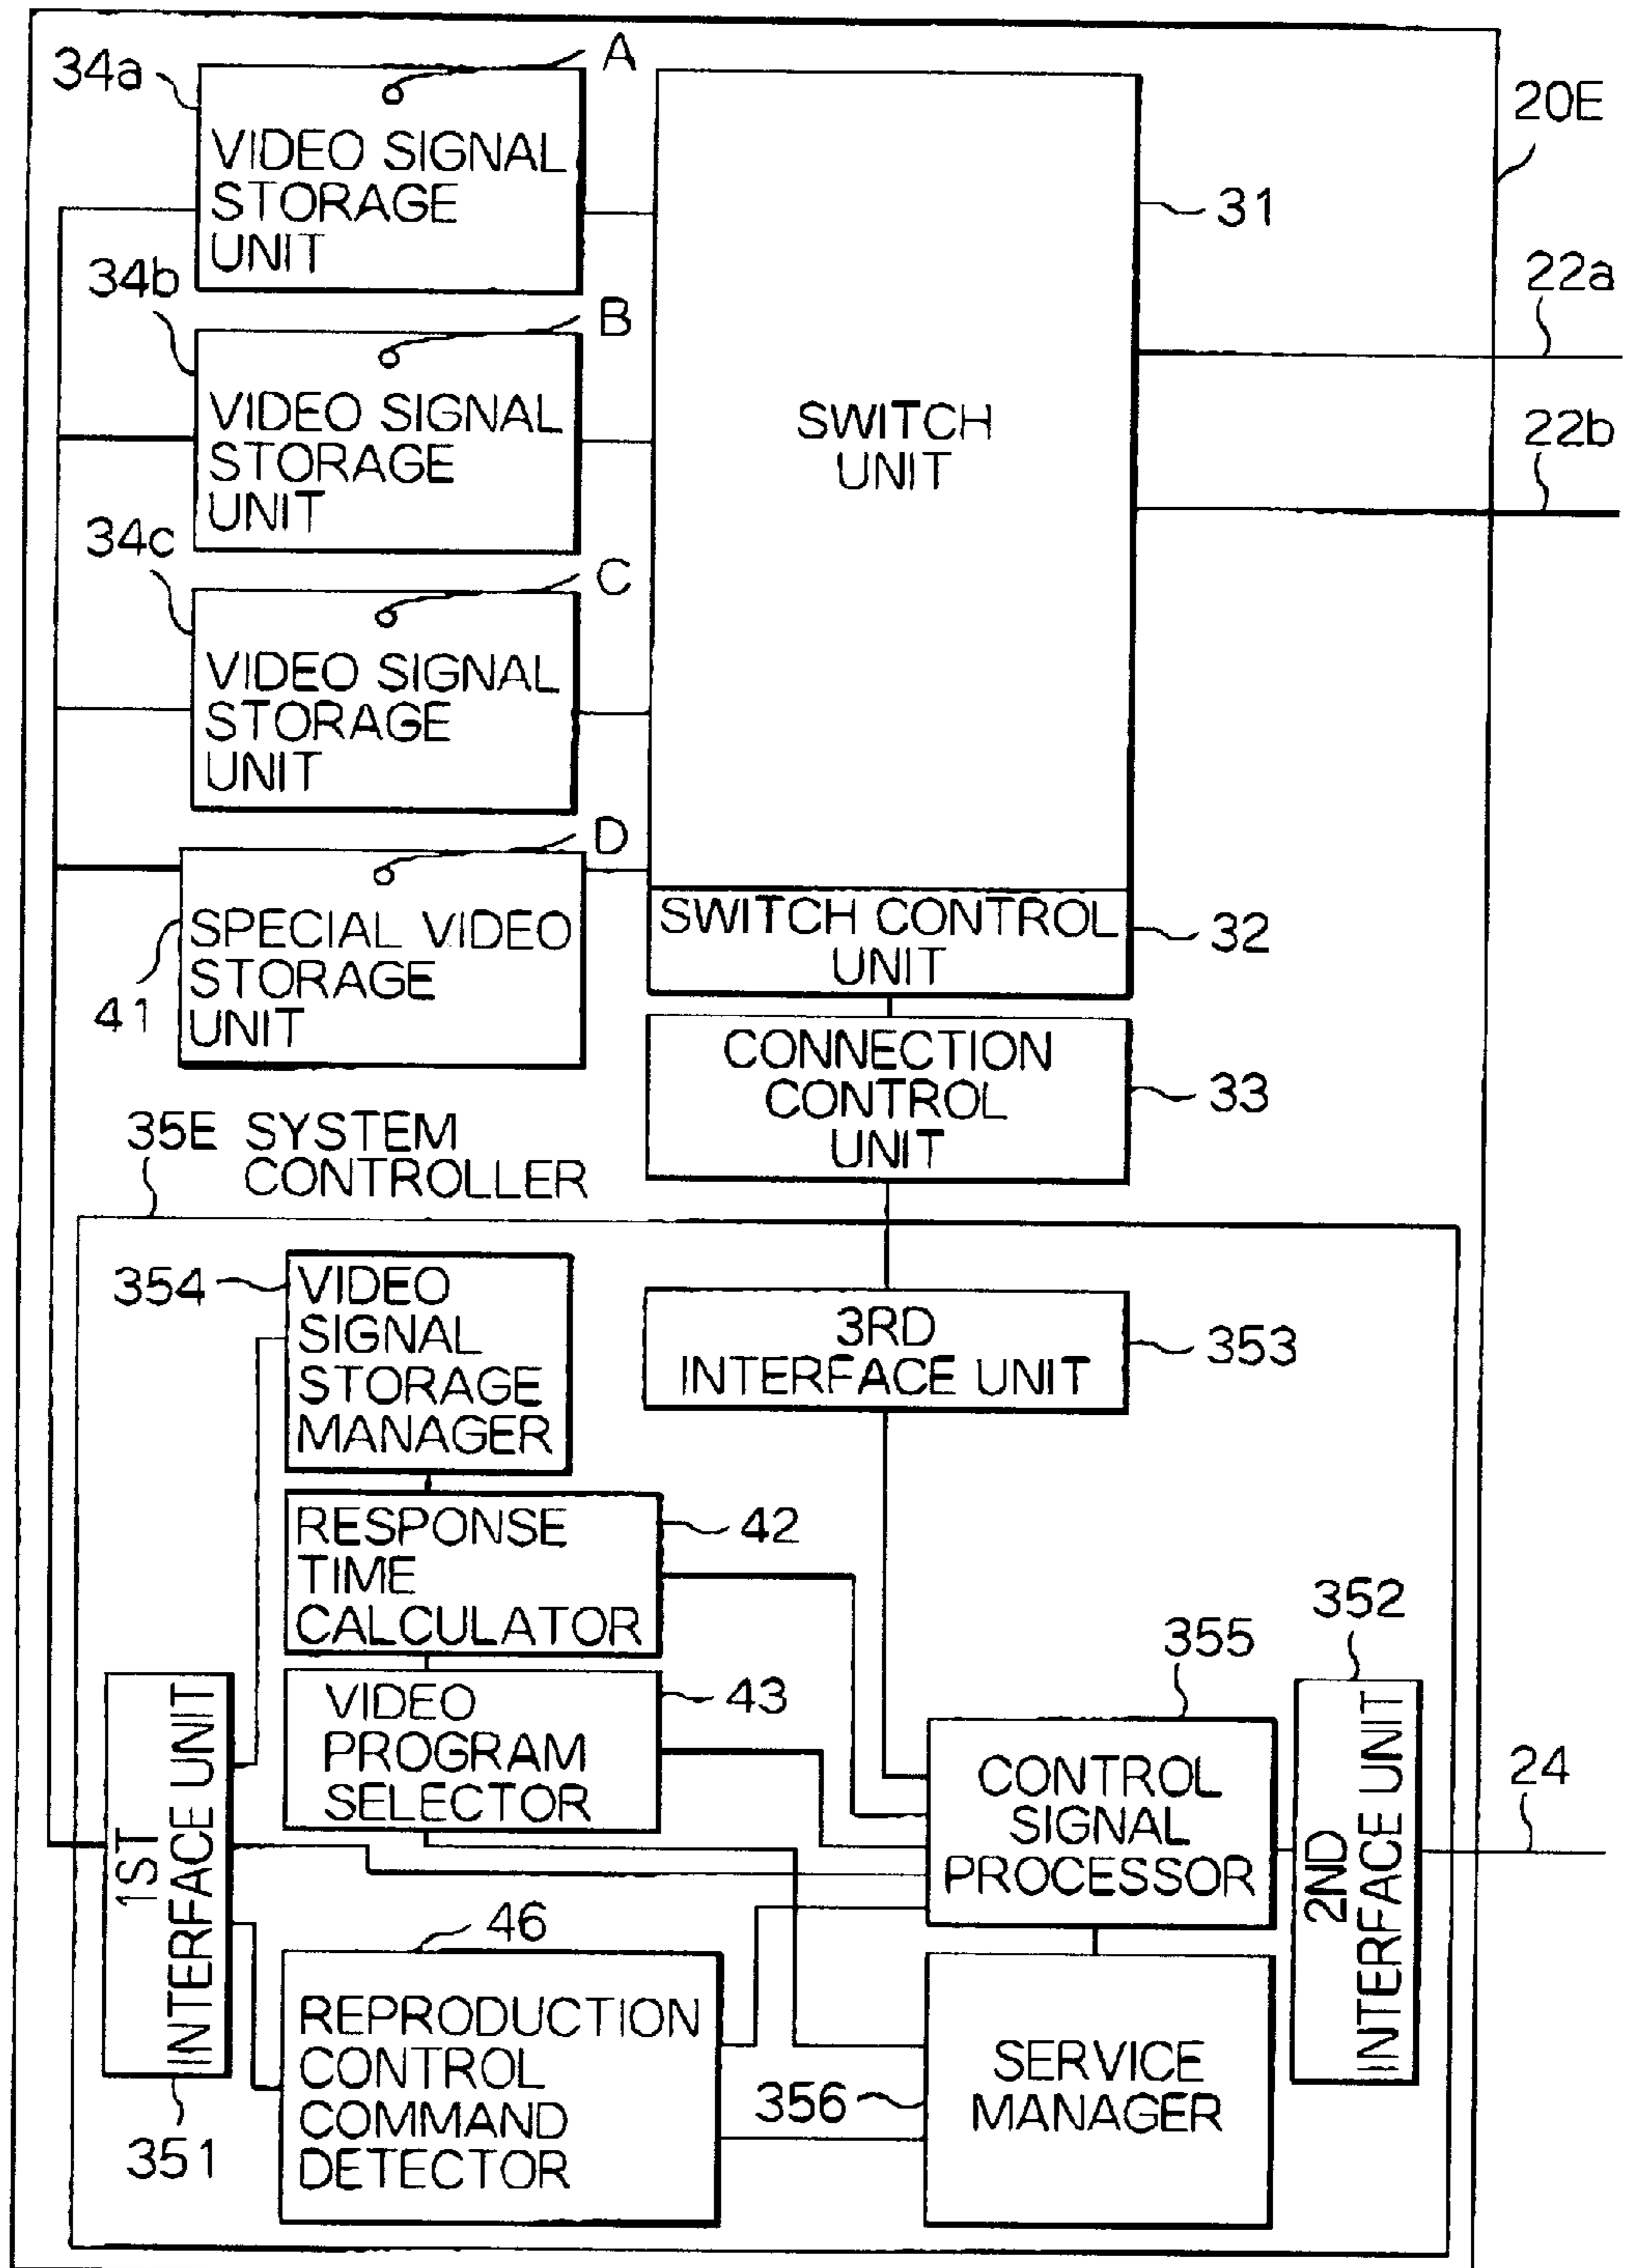 34a
A
VIDEO SIGNAL
STORAGE
UNIT
20E
31
22a
34b
B
VIDEO SIGNAL
STORAGE
UNIT
SWITCH
UNIT
22b
34c
C
VIDEO SIGNAL
STORAGE
UNIT
D
SPECIAL VIDEO
STORAGE
UNIT
41
SWITCH CONTROL
UNIT
32
CONNECTION
CONTROL
UNIT
33
35E SYSTEM
CONTROLLER
354
VIDEO
SIGNAL
STORAGE
MANAGER
3RD
INTERFACE UNIT
353
RESPONSE
TIME
CALCULATOR
42
VIDEO
PROGRAM
SELECTOR
43
355
352
CONTROL
SIGNAL
PROCESSOR
2ND
INTERFACE UNIT
24
1ST
INTERFACE UNIT
351
46
REPRODUCTION
CONTROL
COMMAND
DETECTOR
356
SERVICE
MANAGER